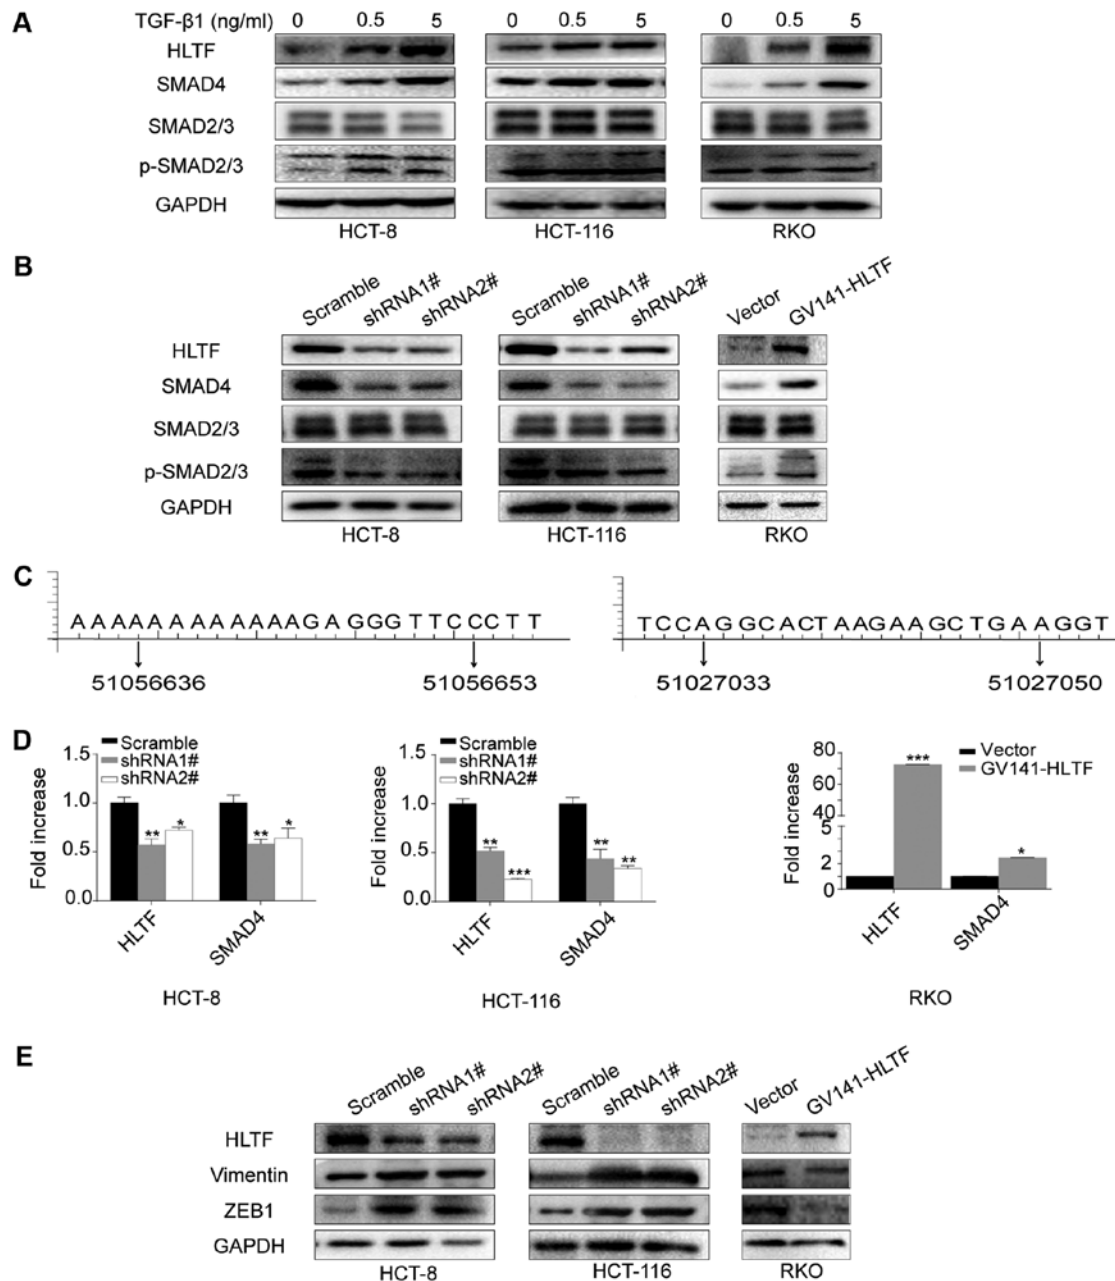 A
TGF-β1 (ng/ml) 0 0.5 5 0 0.5 5 0 0.5 5
HLTF
SMAD4
SMAD2/3
p-SMAD2/3
GAPDH
HCT-8 HCT-116 RKO
B
Scramble shRNA1# shRNA2# Scramble shRNA1# shRNA2# Vector GV141-HLTF
HLTF
SMAD4
SMAD2/3
p-SMAD2/3
GAPDH
HCT-8 HCT-116 RKO
C
A A A A A A A A A A A A G A G G G T T C C C T T T C C A G G C A C T A A G A A G C T G A A G G T
51056636 51056653 51027033 51027050
D
Fold increase
1.5
1.0
0.5
0.0
Scramble
shRNA1#
shRNA2#
** * ** *
HLTF SMAD4
HCT-8
Fold increase
1.5
1.0
0.5
0.0
Scramble
shRNA1#
shRNA2#
** *** ** **
HLTF SMAD4
HCT-116
Fold increase
80
60
40
5
2
0
Vector
GV141-HLTF
*** *
HLTF SMAD4
RKO
E
Scramble shRNA1# shRNA2# Scramble shRNA1# shRNA2# Vector GV141-HLTF
HLTF
Vimentin
ZEB1
GAPDH
HCT-8 HCT-116 RKO